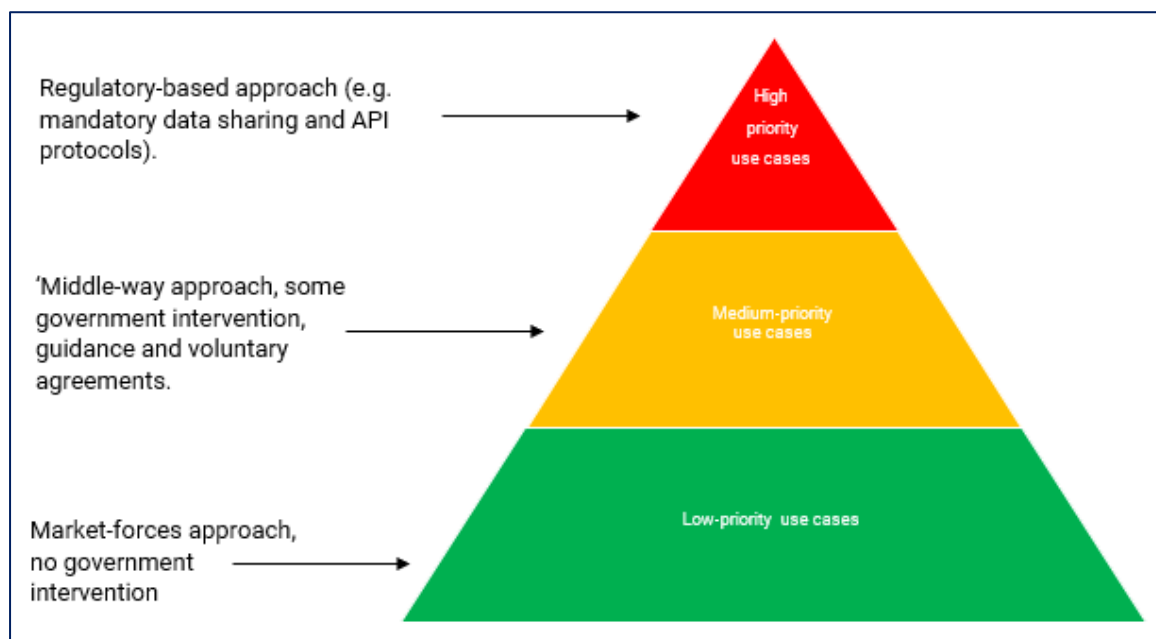 Regulatory-based approach (e.g.
mandatory data sharing and API
protocols).
High
priority
use cases
‘Middle-way approach, some
government intervention,
guidance and voluntary
agreements.
Medium-priority
use cases
Market-forces approach,
no government
intervention
Low-priority use cases